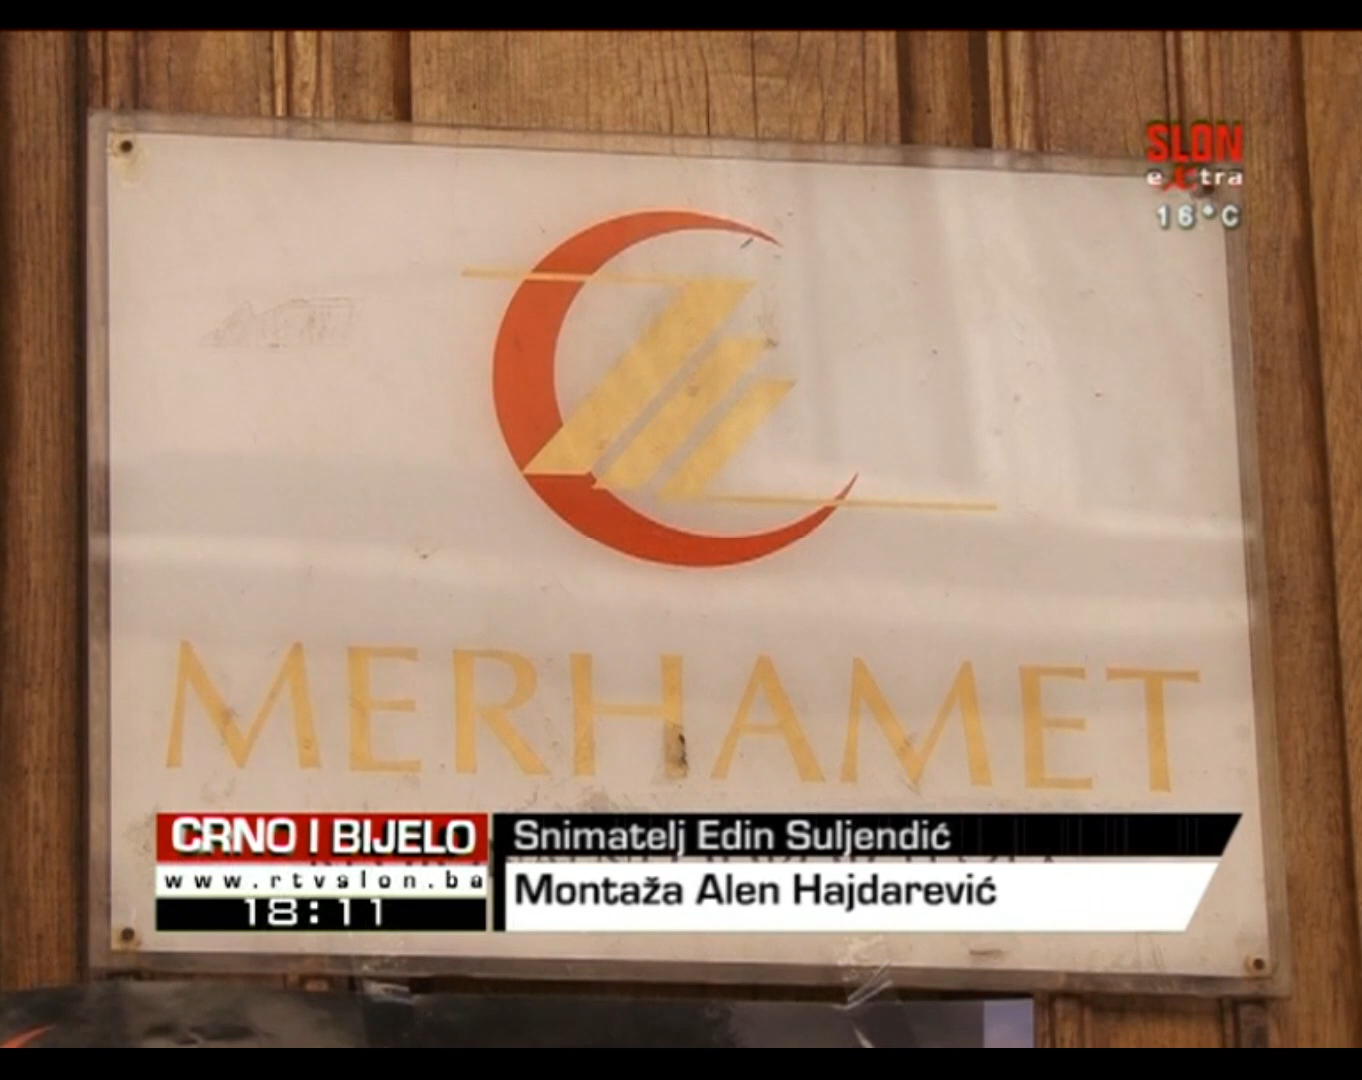 SLON
extra
16°C
MERHAMET
CRNO I BIJELO
www.rtvslon.ba
18:11
Snimatelj Edin Suljendić
Montaža Alen Hajdarević